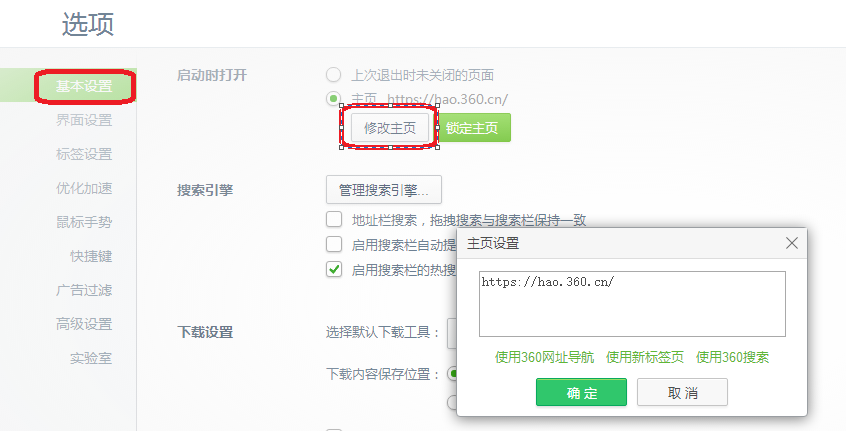 选项
基本设置
界面设置
标签设置
优化加速
鼠标手势
快捷键
广告过滤
高级设置
实验室
启动时打开
上次退出时未关闭的页面
主页 https://hao.360.cn/
修改主页 锁定主页
搜索引擎
管理搜索引擎...
地址栏搜索，拖拽搜索与搜索栏保持一致
启用搜索栏自动提
启用搜索栏的热搜
下载设置
选择默认下载工具：
下载内容保存位置：
主页设置
https://hao.360.cn/
使用360网址导航 使用新标签页 使用360搜索
确定 取消